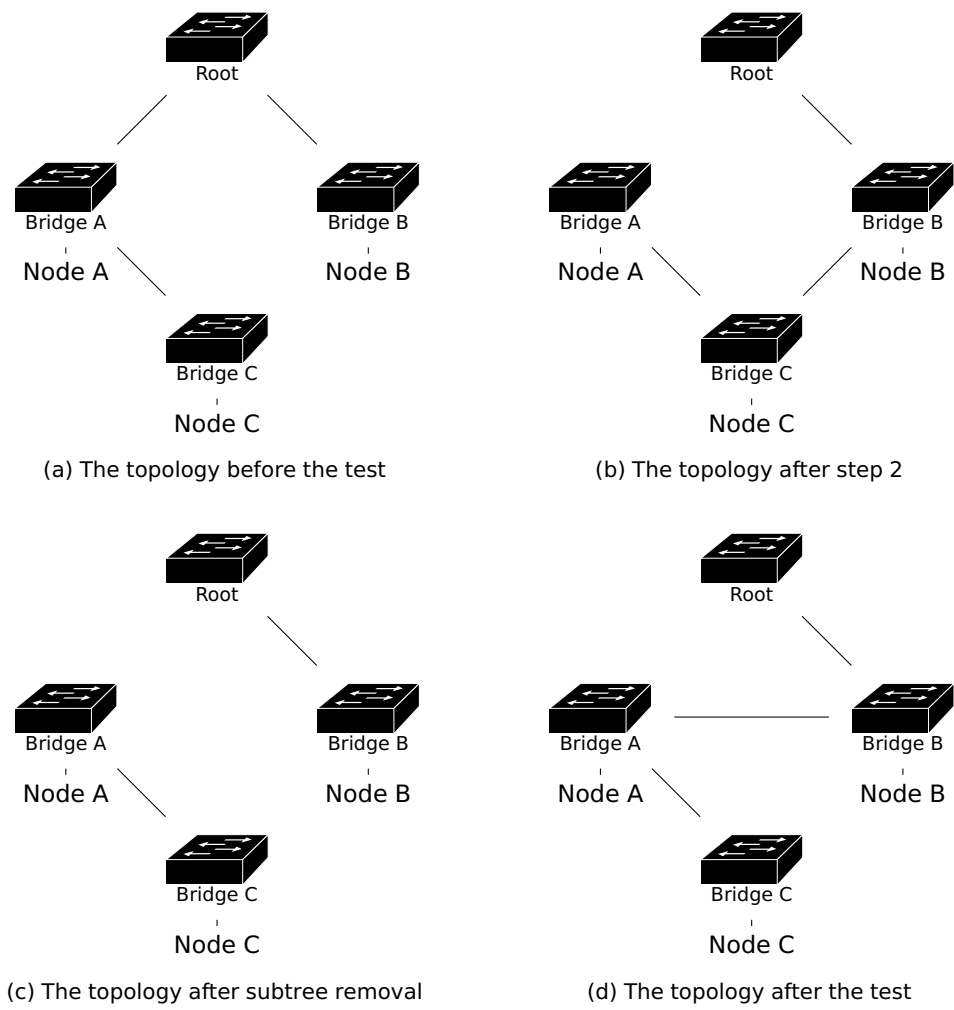 Root
Root
Bridge A
Bridge B
Bridge A
Bridge B
Node A
Node B
Node A
Node B
Bridge C
Bridge C
Node C
Node C
(a) The topology before the test
(b) The topology after step 2
Root
Root
Bridge A
Bridge B
Bridge A
Bridge B
Node A
Node B
Node A
Node B
Bridge C
Bridge C
Node C
Node C
(c) The topology after subtree removal
(d) The topology after the test